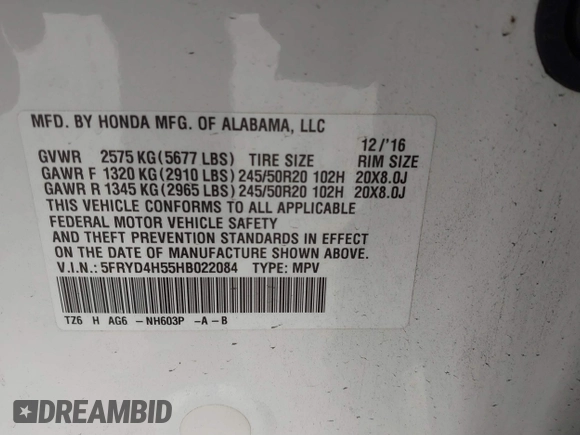 MFD. BY HONDA MFG. OF ALABAMA, LLC
12/'16
GVWR 2575 KG(5677 LBS) TIRE SIZE RIM SIZE
GAWR F 1320 KG(2910 LBS) 245/50R20 102H 20X8.0J
GAWR R 1345 KG(2965 LBS) 245/50R20 102H 20X8.0J
THIS VEHICLE CONFORMS TO ALL APPLICABLE
FEDERAL MOTOR VEHICLE SAFETY
AND THEFT PREVENTION STANDARDS IN EFFECT
ON THE DATE OF MANUFACTURE SHOWN ABOVE.
V.I.N.: 5FRYD4H55HB022084 TYPE: MPV
TZ6 H AG6 -NH603P -A-B
DREAMBID